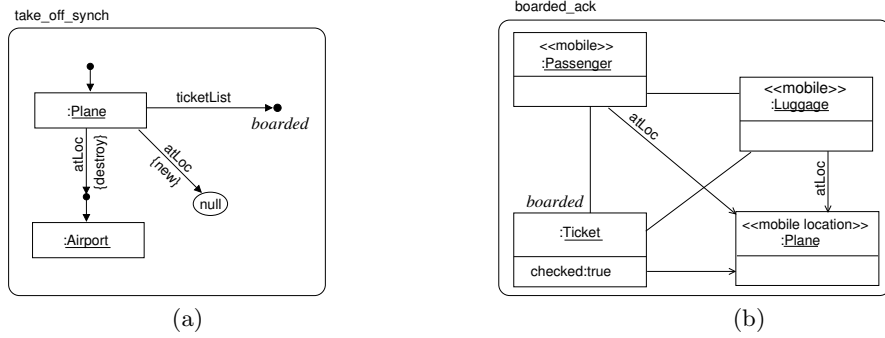 take_off_synch
:Plane
ticketList
boarded
atLoc
{destroy}
atLoc
{new}
null
:Airport
(a)
boarded_ack
<<mobile>>
:Passenger
<<mobile>>
:Luggage
atLoc
atLoc
boarded
:Ticket
checked:true
<<mobile location>>
:Plane
(b)